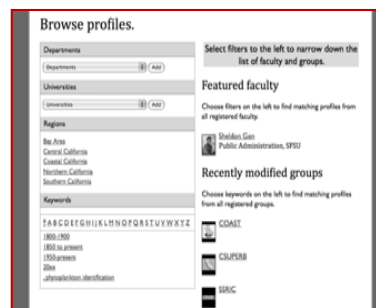 Browse profiles.
Departments
Departments Add
Universities
Universities Add
Regions
Bay Area
Central California
Coastal California
Northern California
Southern California
Keywords
A B C D E F G H I J K L M N O P Q R S T U V W X Y Z
1800-1900
1850 to present
1950-present
20xx
.phytoplankton identification
Select filters to the left to narrow down the
list of faculty and groups.
Featured faculty
Choose filters on the left to find matching profiles from
all registered faculty.
Sheldon Gen
Public Administration, SFSU
Recently modified groups
Choose keywords on the left to find matching profiles
from all registered groups.
COAST
CSUPERB
SSRIC